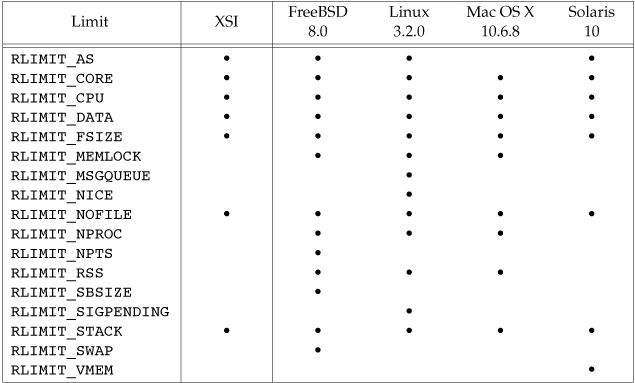 Limit XSI FreeBSD 8.0 Linux 3.2.0 Mac OS X 10.6.8 Solaris 10
RLIMIT_AS • • • •
RLIMIT_CORE • • • • •
RLIMIT_CPU • • • • •
RLIMIT_DATA • • • • •
RLIMIT_FSIZE • • • • •
RLIMIT_MEMLOCK • • •
RLIMIT_MSGQUEUE •
RLIMIT_NICE •
RLIMIT_NOFILE • • • • •
RLIMIT_NPROC • • •
RLIMIT_NPTS •
RLIMIT_RSS • • •
RLIMIT_SBSIZE •
RLIMIT_SIGPENDING •
RLIMIT_STACK • • • • •
RLIMIT_SWAP •
RLIMIT_VMEM •